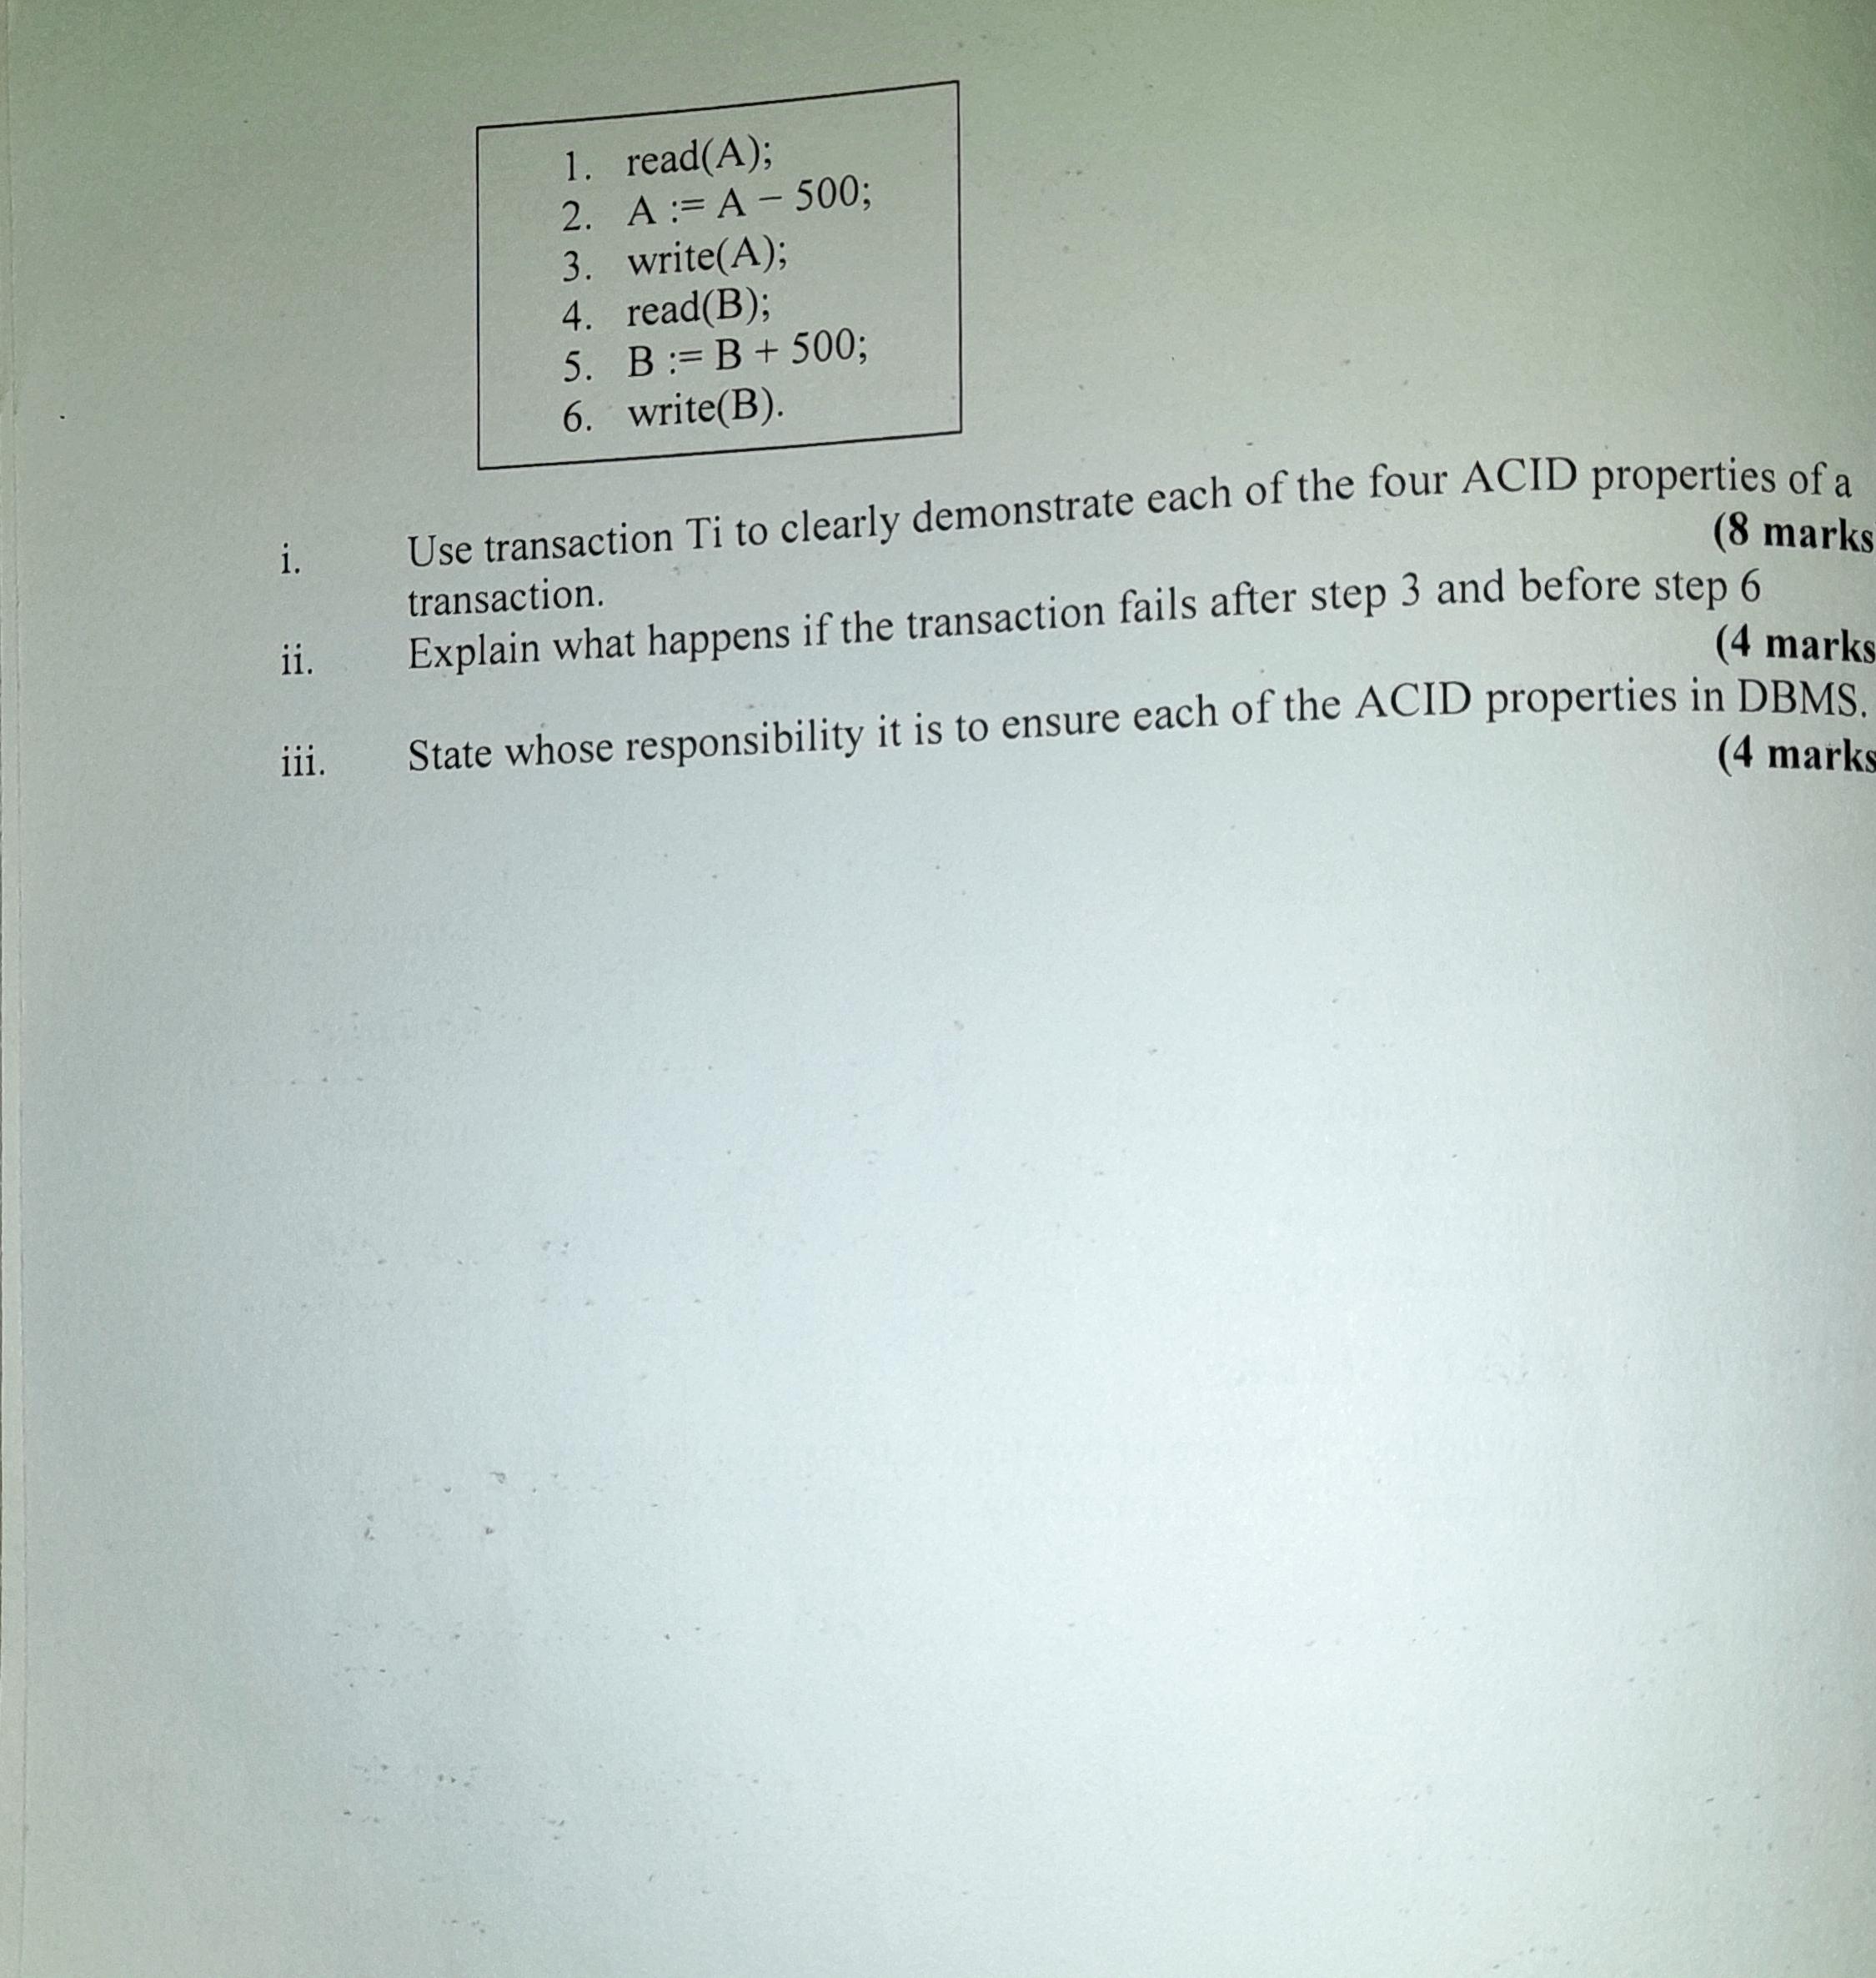 1. read(A);
2. A := A – 500;
3. write(A);
4. read(B);
5. B := B + 500;
6. write(B).
i. Use transaction Ti to clearly demonstrate each of the four ACID properties of a
transaction. (8 marks
ii. Explain what happens if the transaction fails after step 3 and before step 6
(4 marks
iii. State whose responsibility it is to ensure each of the ACID properties in DBMS.
(4 marks